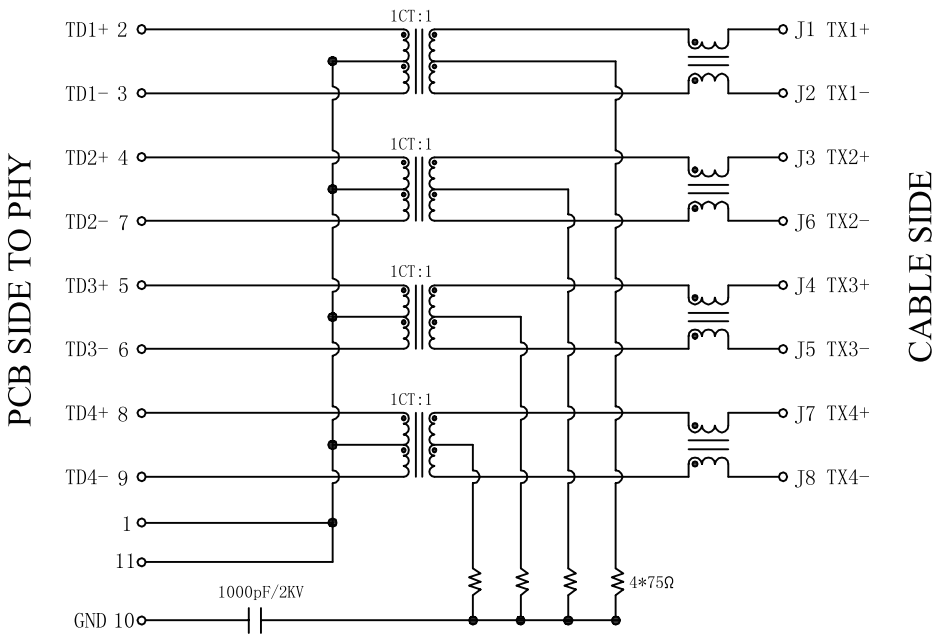 1CT:1
TD1+ 2
J1 TX1+
TD1- 3
J2 TX1-
1CT:1
TD2+ 4
J3 TX2+
TD2- 7
J6 TX2-
1CT:1
TD3+ 5
J4 TX3+
TD3- 6
J5 TX3-
1CT:1
TD4+ 8
J7 TX4+
TD4- 9
J8 TX4-
1
11
1000pF/2KV
4*75Ω
GND 10
PCB SIDE TO PHY
CABLE SIDE